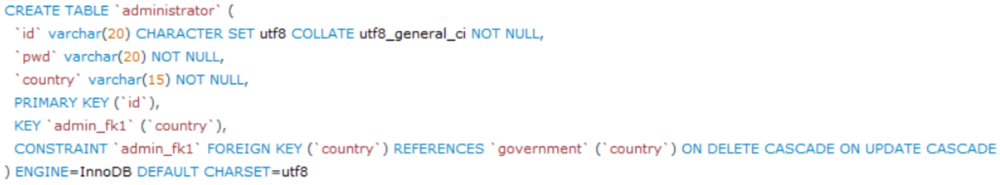 CREATE TABLE `administrator` (
`id` varchar(20) CHARACTER SET utf8 COLLATE utf8_general_ci NOT NULL,
`pwd` varchar(20) NOT NULL,
`country` varchar(15) NOT NULL,
PRIMARY KEY (`id`),
KEY `admin_fk1` (`country`),
CONSTRAINT `admin_fk1` FOREIGN KEY (`country`) REFERENCES `government` (`country`) ON DELETE CASCADE ON UPDATE CASCADE
) ENGINE=InnoDB DEFAULT CHARSET=utf8